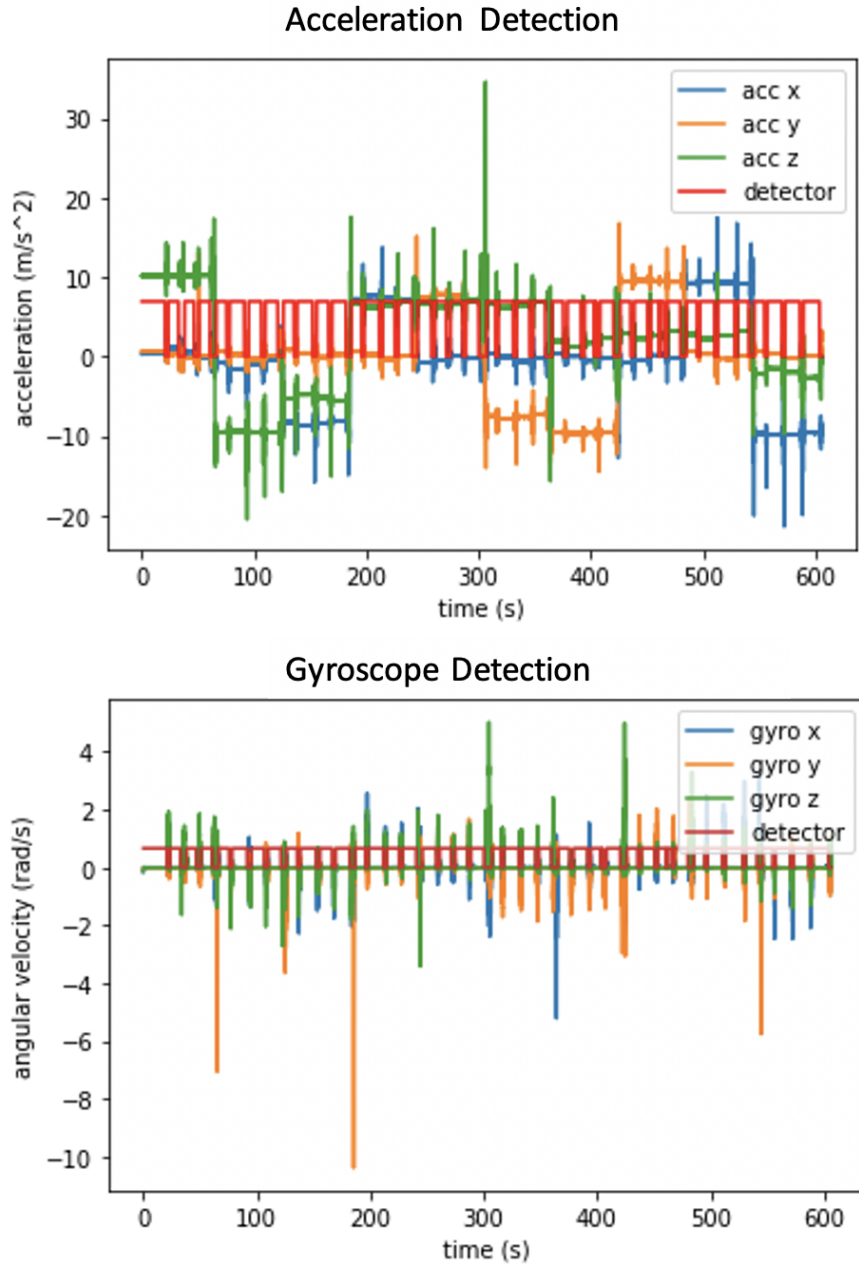 Acceleration Detection
acc x
acc y
acc z
detector
acceleration (m/s^2)
30
20
10
0
−10
−20
0 100 200 300 400 500 600
time (s)
Gyroscope Detection
gyro x
gyro y
gyro z
detector
angular velocity (rad/s)
4
2
0
−2
−4
−6
−8
−10
0 100 200 300 400 500 600
time (s)